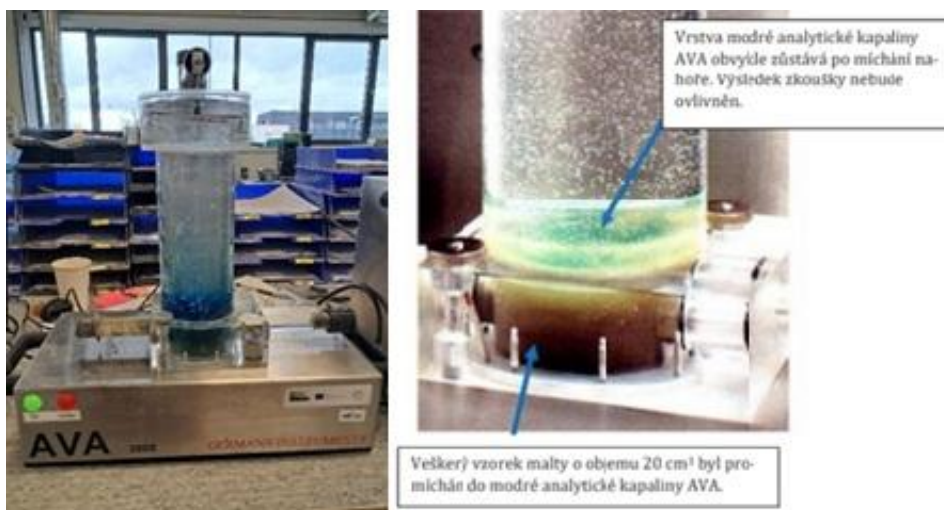 Vrstva modré analytické kapaliny
AVA obvykle zůstává po míchání na-
hoře. Výsledek zkoušky nebude
ovlivněn.
AVA
GERMANN INSTRUMENTS
Veškerý vzorek malty o objemu 20 cm³ byl pro-
míchán do modré analytické kapaliny AVA.